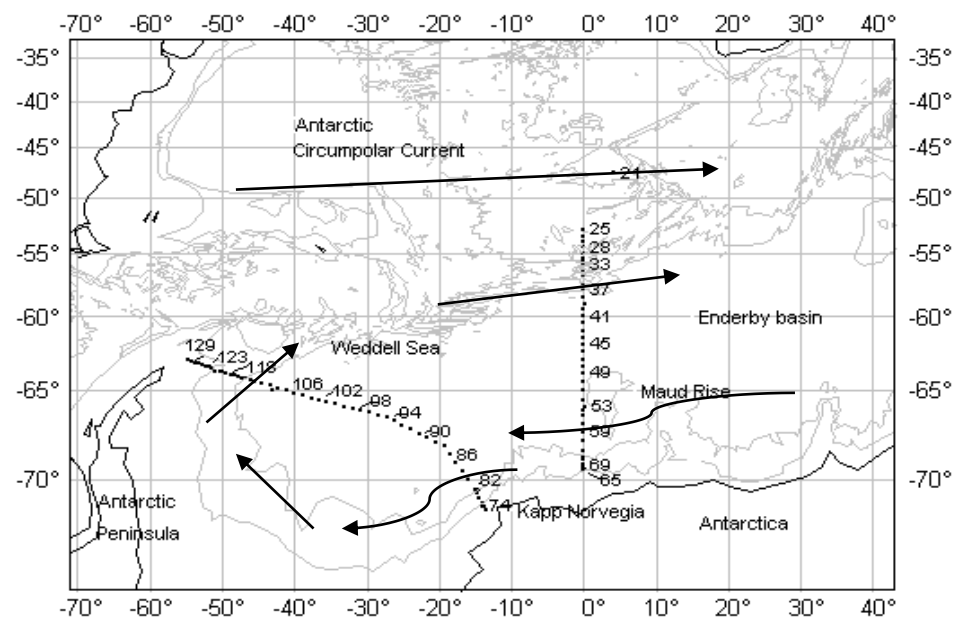 -70° -60° -50° -40° -30° -20° -10° 0° 10° 20° 30° 40°
-35° -35°
-40° -40°
Antarctic
-45° -45°
Circumpolar Current
21
-50° -50°
25
28
-55° -55°
33
37
-60° Enderby basin -60°
41
129 Weddell Sea 45
123
118 49
-65° 106 Maud Rise -65°
102
98 53
94
90 59
86
69
-70° 82 65 -70°
Antarctic 74 Kapp Norvegia Antarctica
Peninsula
-70° -60° -50° -40° -30° -20° -10° 0° 10° 20° 30° 40°